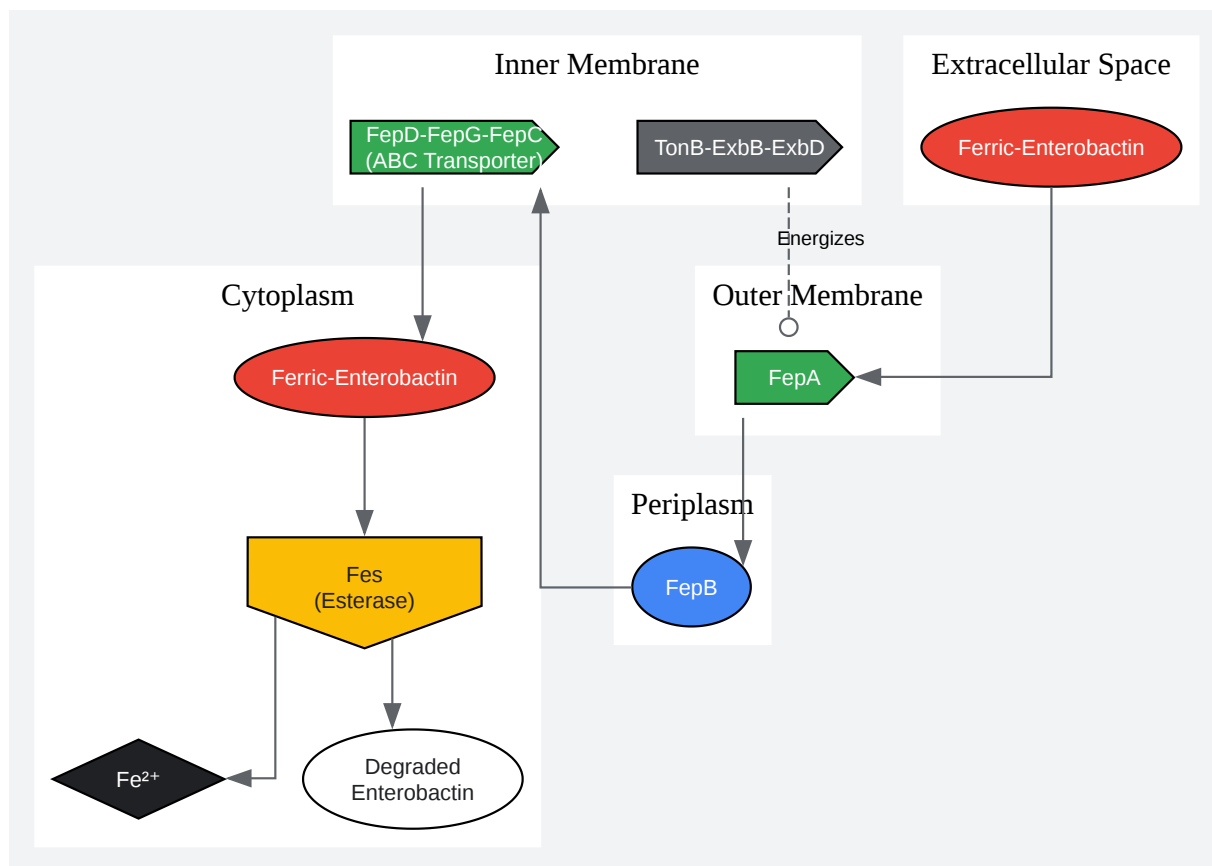 Inner Membrane
Extracellular Space
FepD-FepG-FepC
(ABC Transporter)
TonB-ExbB-ExbD
Ferric-Enterobactin
Energizes
Cytoplasm
Outer Membrane
Ferric-Enterobactin
FepA
Periplasm
Fes
(Esterase)
FepB
Fe²⁺
Degraded
Enterobactin